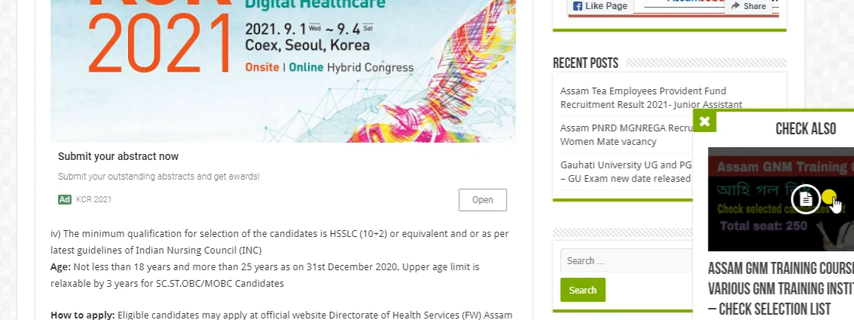 2021
Digital Healthcare
2021. 9. 1 Wed ~ 9. 4 Sat
Coex, Seoul, Korea
Onsite | Online Hybrid Congress
Submit your abstract now
Submit your outstanding abstracts and get awards!
Ad KCR 2021
Open
iv) The minimum qualification for selection of the candidates is HSSLC (10+2) or equivalent and or as per
latest guidelines of Indian Nursing Council (INC)
Age: Not less than 18 years and more than 25 years as on 31st December 2020, Upper age limit is
relaxable by 3 years for SC.ST.OBC/MOBC Candidates
How to apply: Eligible candidates may apply at official website Directorate of Health Services (FW) Assam
Like Page
Share
RECENT POSTS
Assam Tea Employees Provident Fund
Recruitment Result 2021- Junior Assistant
Assam PNRD MGNREGA Recru
Women Mate vacancy
Gauhati University UG and PG
– GU Exam new date released
Search ...
Search
CHECK ALSO
Assam GNM Training
আহি গল
Check selected
Total seat: 250
ASSAM GNM TRAINING COURS
VARIOUS GNM TRAINING INSTI
– CHECK SELECTION LIST